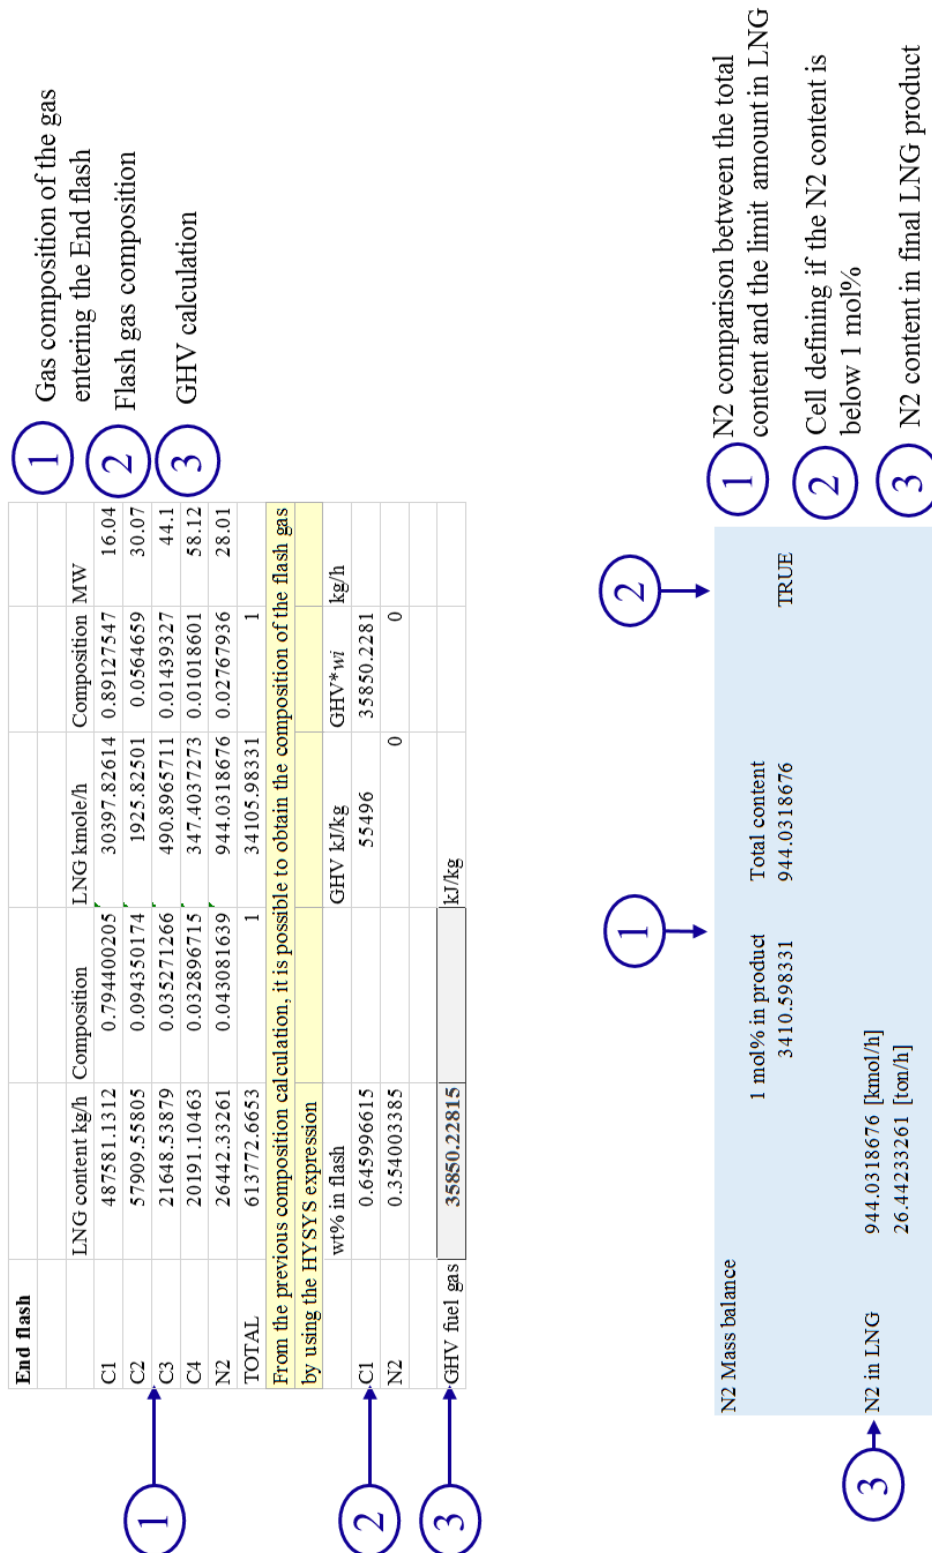 End flash
LNG content kg/h Composition LNG kmole/h Composition MW
C1 487581.1312 0.794400205 30397.82614 0.89127547 16.04
C2 57909.55805 0.094350174 1925.82501 0.0564659 30.07
C3 21648.53879 0.035271266 490.8965711 0.01439327 44.1
C4 20191.10463 0.032896715 347.4037273 0.01018601 58.12
N2 26442.33261 0.043081639 944.0318676 0.02767936 28.01
TOTAL 613772.6653 1 34105.98331 1
From the previous composition calculation, it is possible to obtain the composition of the flash gas
by using the HYSYS expression
wt% in flash GHV kJ/kg GHV*wi kg/h
C1 0.645996615 55496 35850.2281
N2 0.354003385 0 0
GHV fuel gas 35850.22815 kJ/kg
1
2
3
1 Gas composition of the gas
entering the End flash
2 Flash gas composition
3 GHV calculation
1
2
N2 Mass balance
1 mol% in product Total content
3410.598331 944.0318676 TRUE
N2 in LNG 944.0318676 [kmol/h]
26.44233261 [ton/h]
3
1 N2 comparison between the total
content and the limit amount in LNG
2 Cell defining if the N2 content is
below 1 mol%
3 N2 content in final LNG product